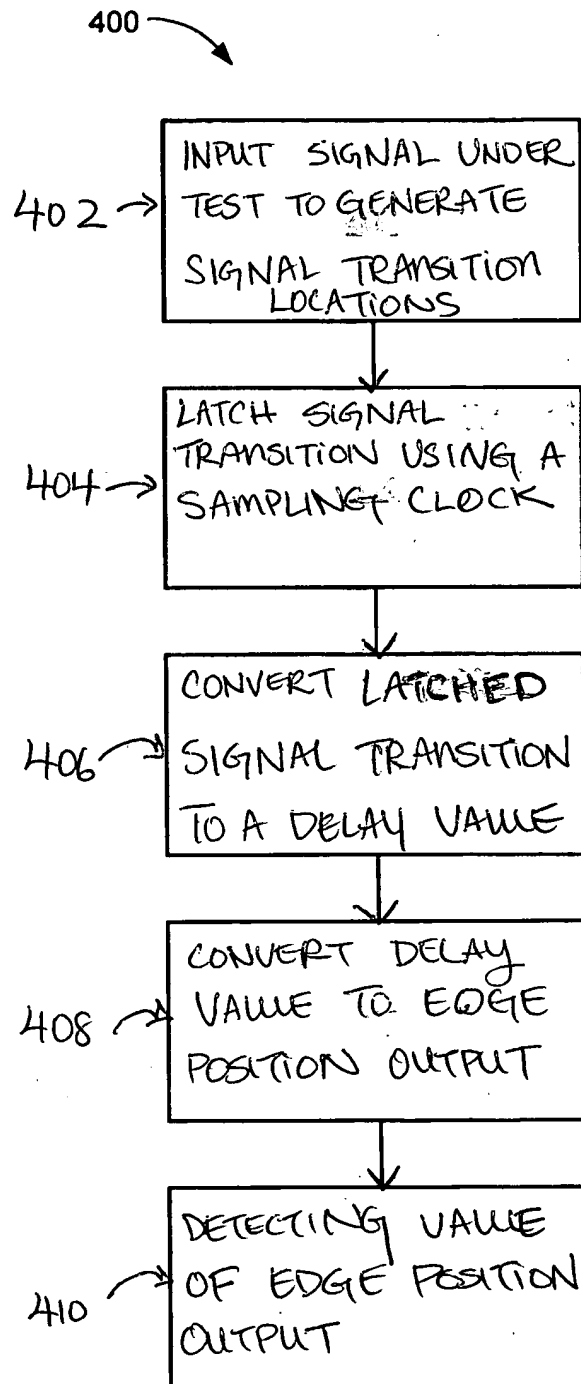 400
INPUT SIGNAL UNDER
402
TEST TO GENERATE
SIGNAL TRANSITION
LOCATIONS
LATCH SIGNAL
TRANSITION USING A
404
SAMPLING CLOCK
CONVERT LATCHED
406
SIGNAL TRANSITION
TO A DELAY VALUE
CONVERT DELAY
408
VALUE TO EDGE
POSITION OUTPUT
DETECTING VALUE
410
OF EDGE POSITION
OUTPUT